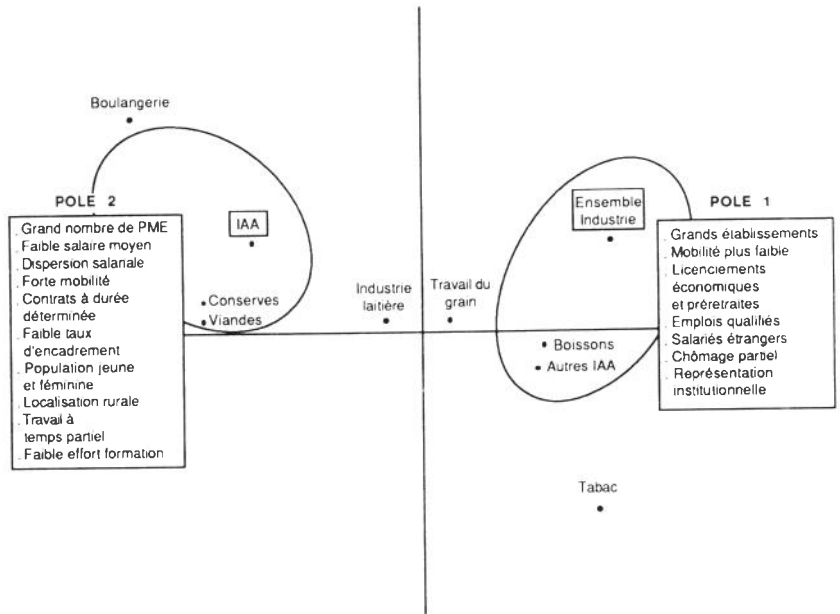 Boulangerie
POLE 2
. Grand nombre de PME
. Faible salaire moyen
. Dispersion salariale
. Forte mobilité
. Contrats à durée
déterminée
. Faible taux
d'encadrement
. Population jeune
et féminine
. Localisation rurale
. Travail à
temps partiel
. Faible effort formation
IAA
Conserves
Viandes
Industrie
laitière
Travail du
grain
Ensemble
Industrie
POLE 1
. Grands établissements
. Mobilité plus faible
. Licenciements
économiques
et préretraites
. Emplois qualifiés
. Salariés étrangers
. Chômage partiel
. Représentation
institutionnelle
Boissons
Autres IAA
Tabac